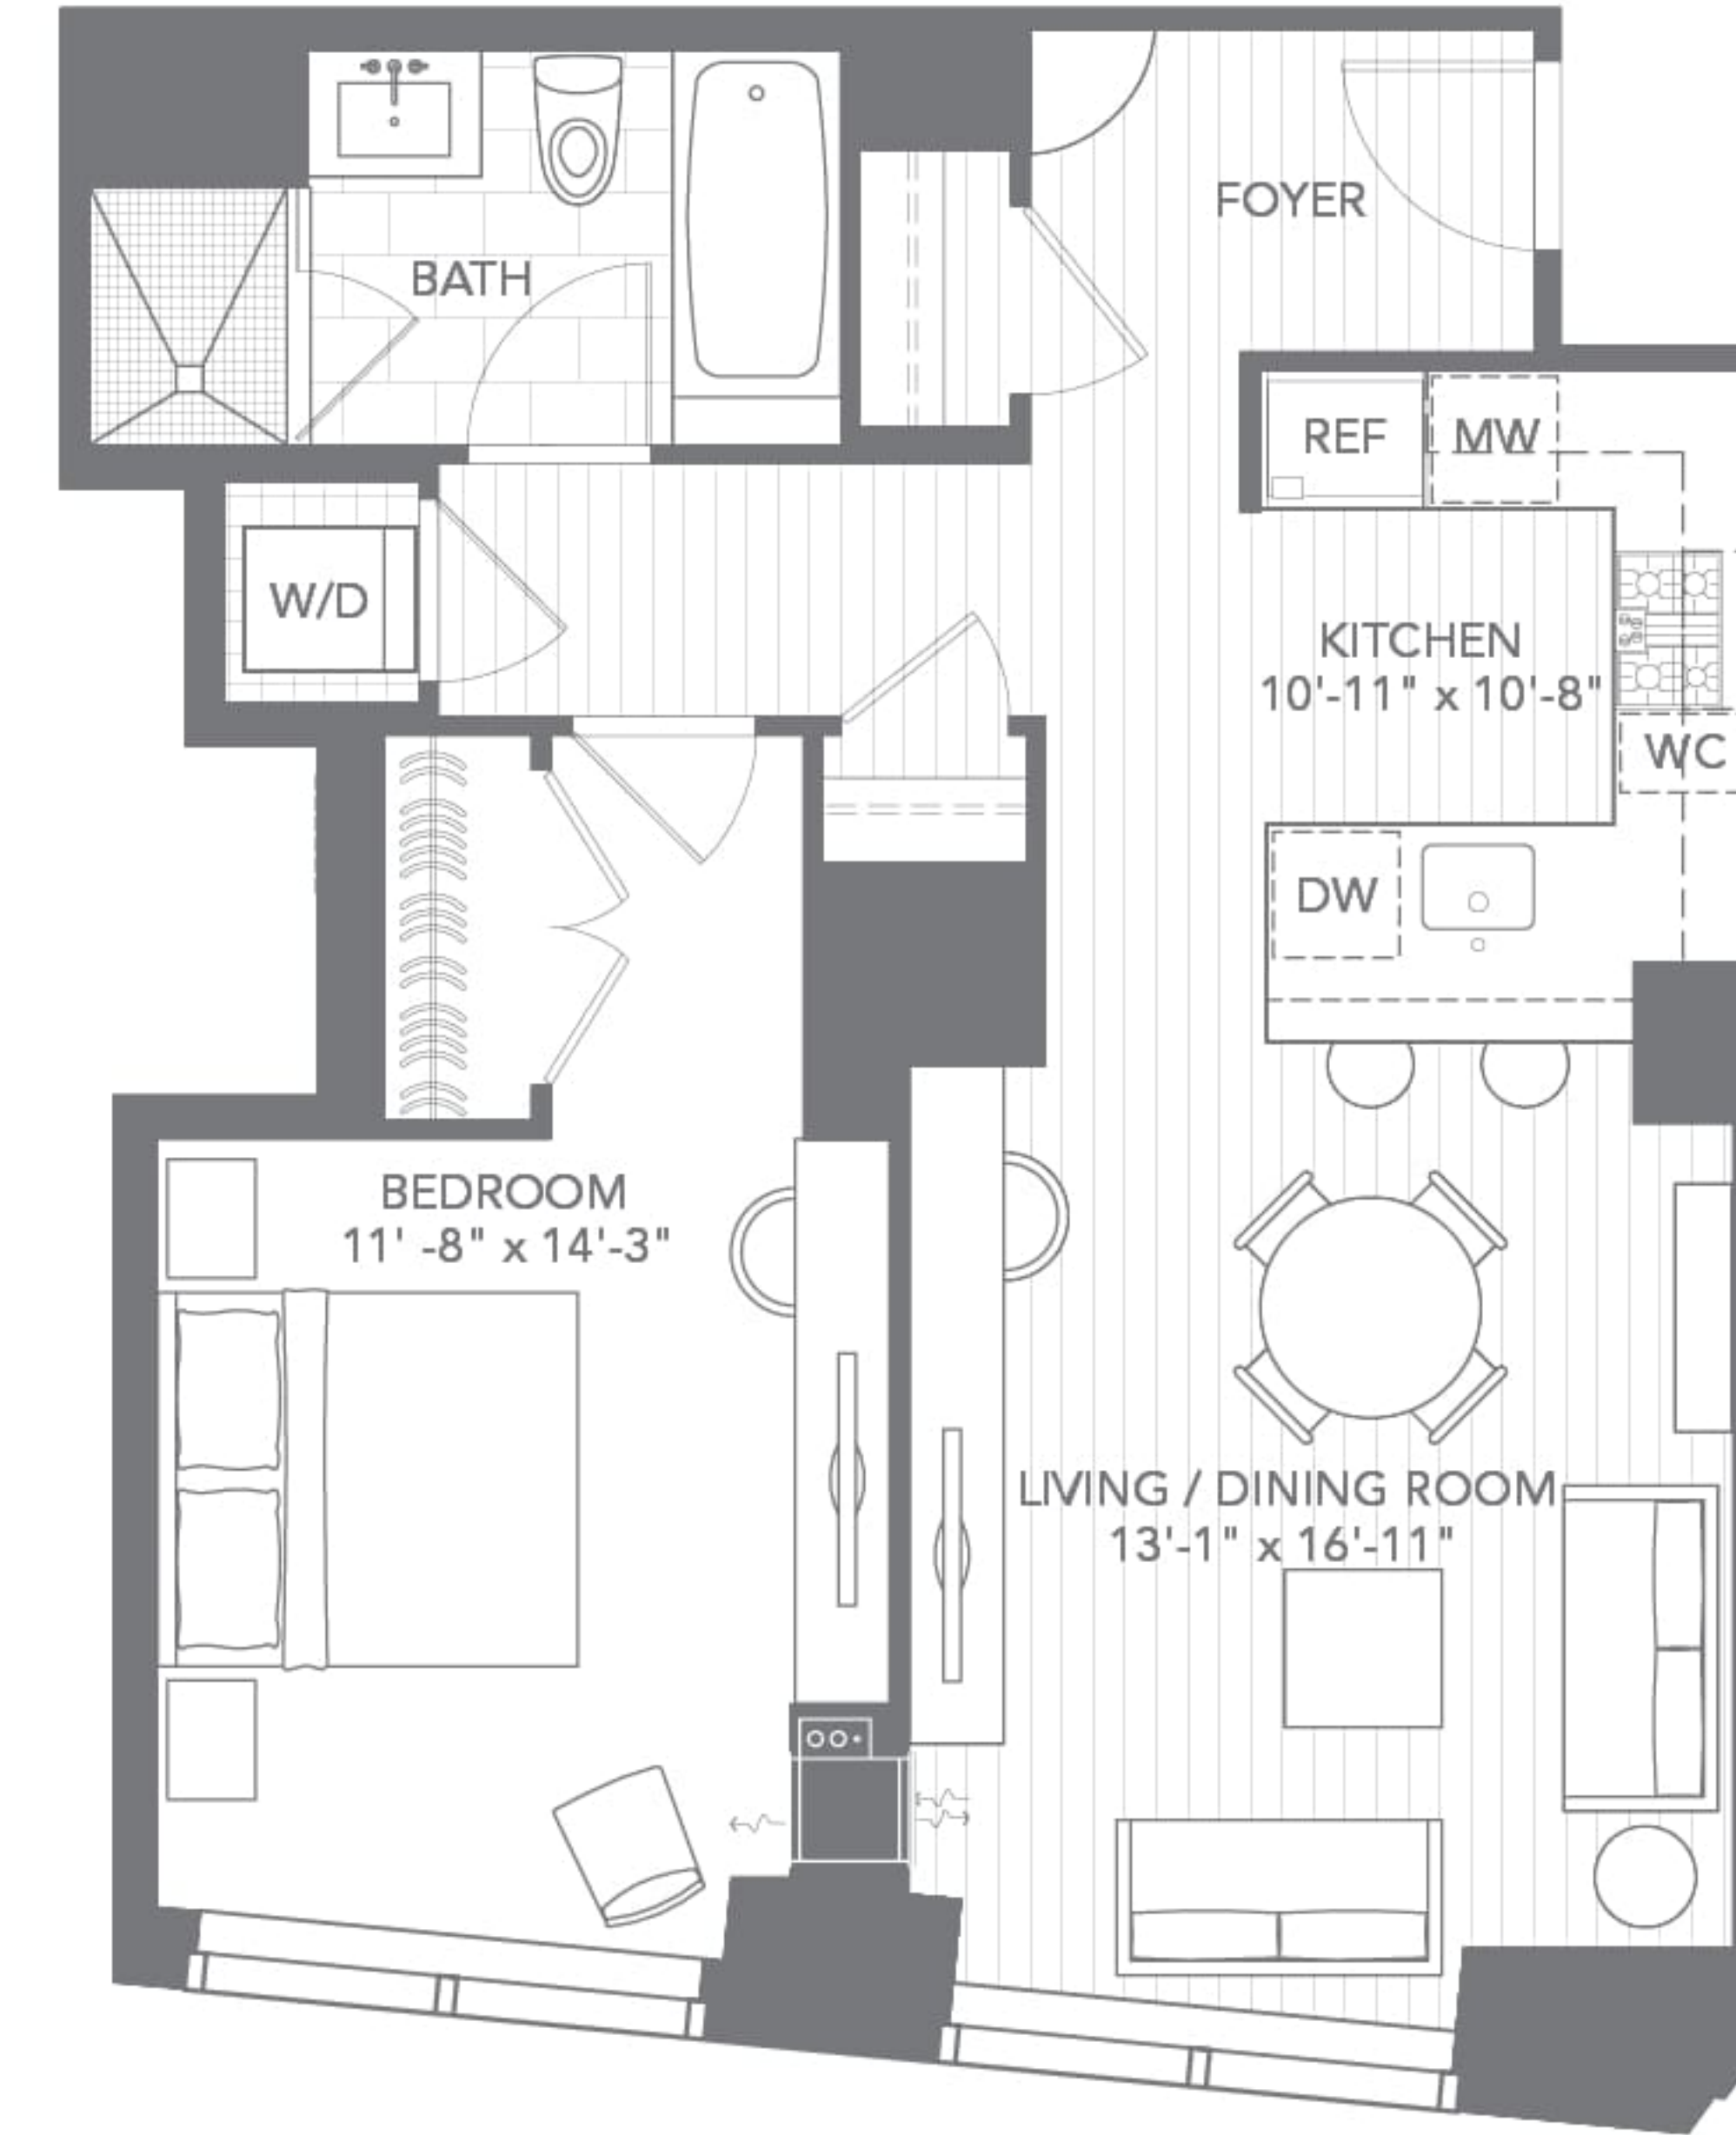 FOYER
BATH
REF
MW
W/D
KITCHEN
10'-11" x 10'-8"
WC
DW
BEDROOM
11' -8" x 14'-3"
LIVING / DINING ROOM
13'-1" x 16'-11"